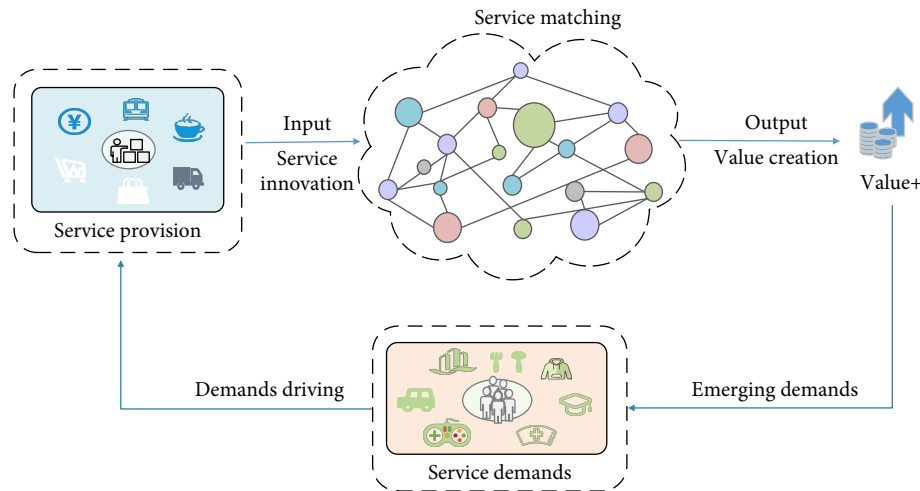 Service matching
¥
W
Input
Service
innovation
Output
Value creation
Value+
Service provision
Demands driving
Emerging demands
Service demands